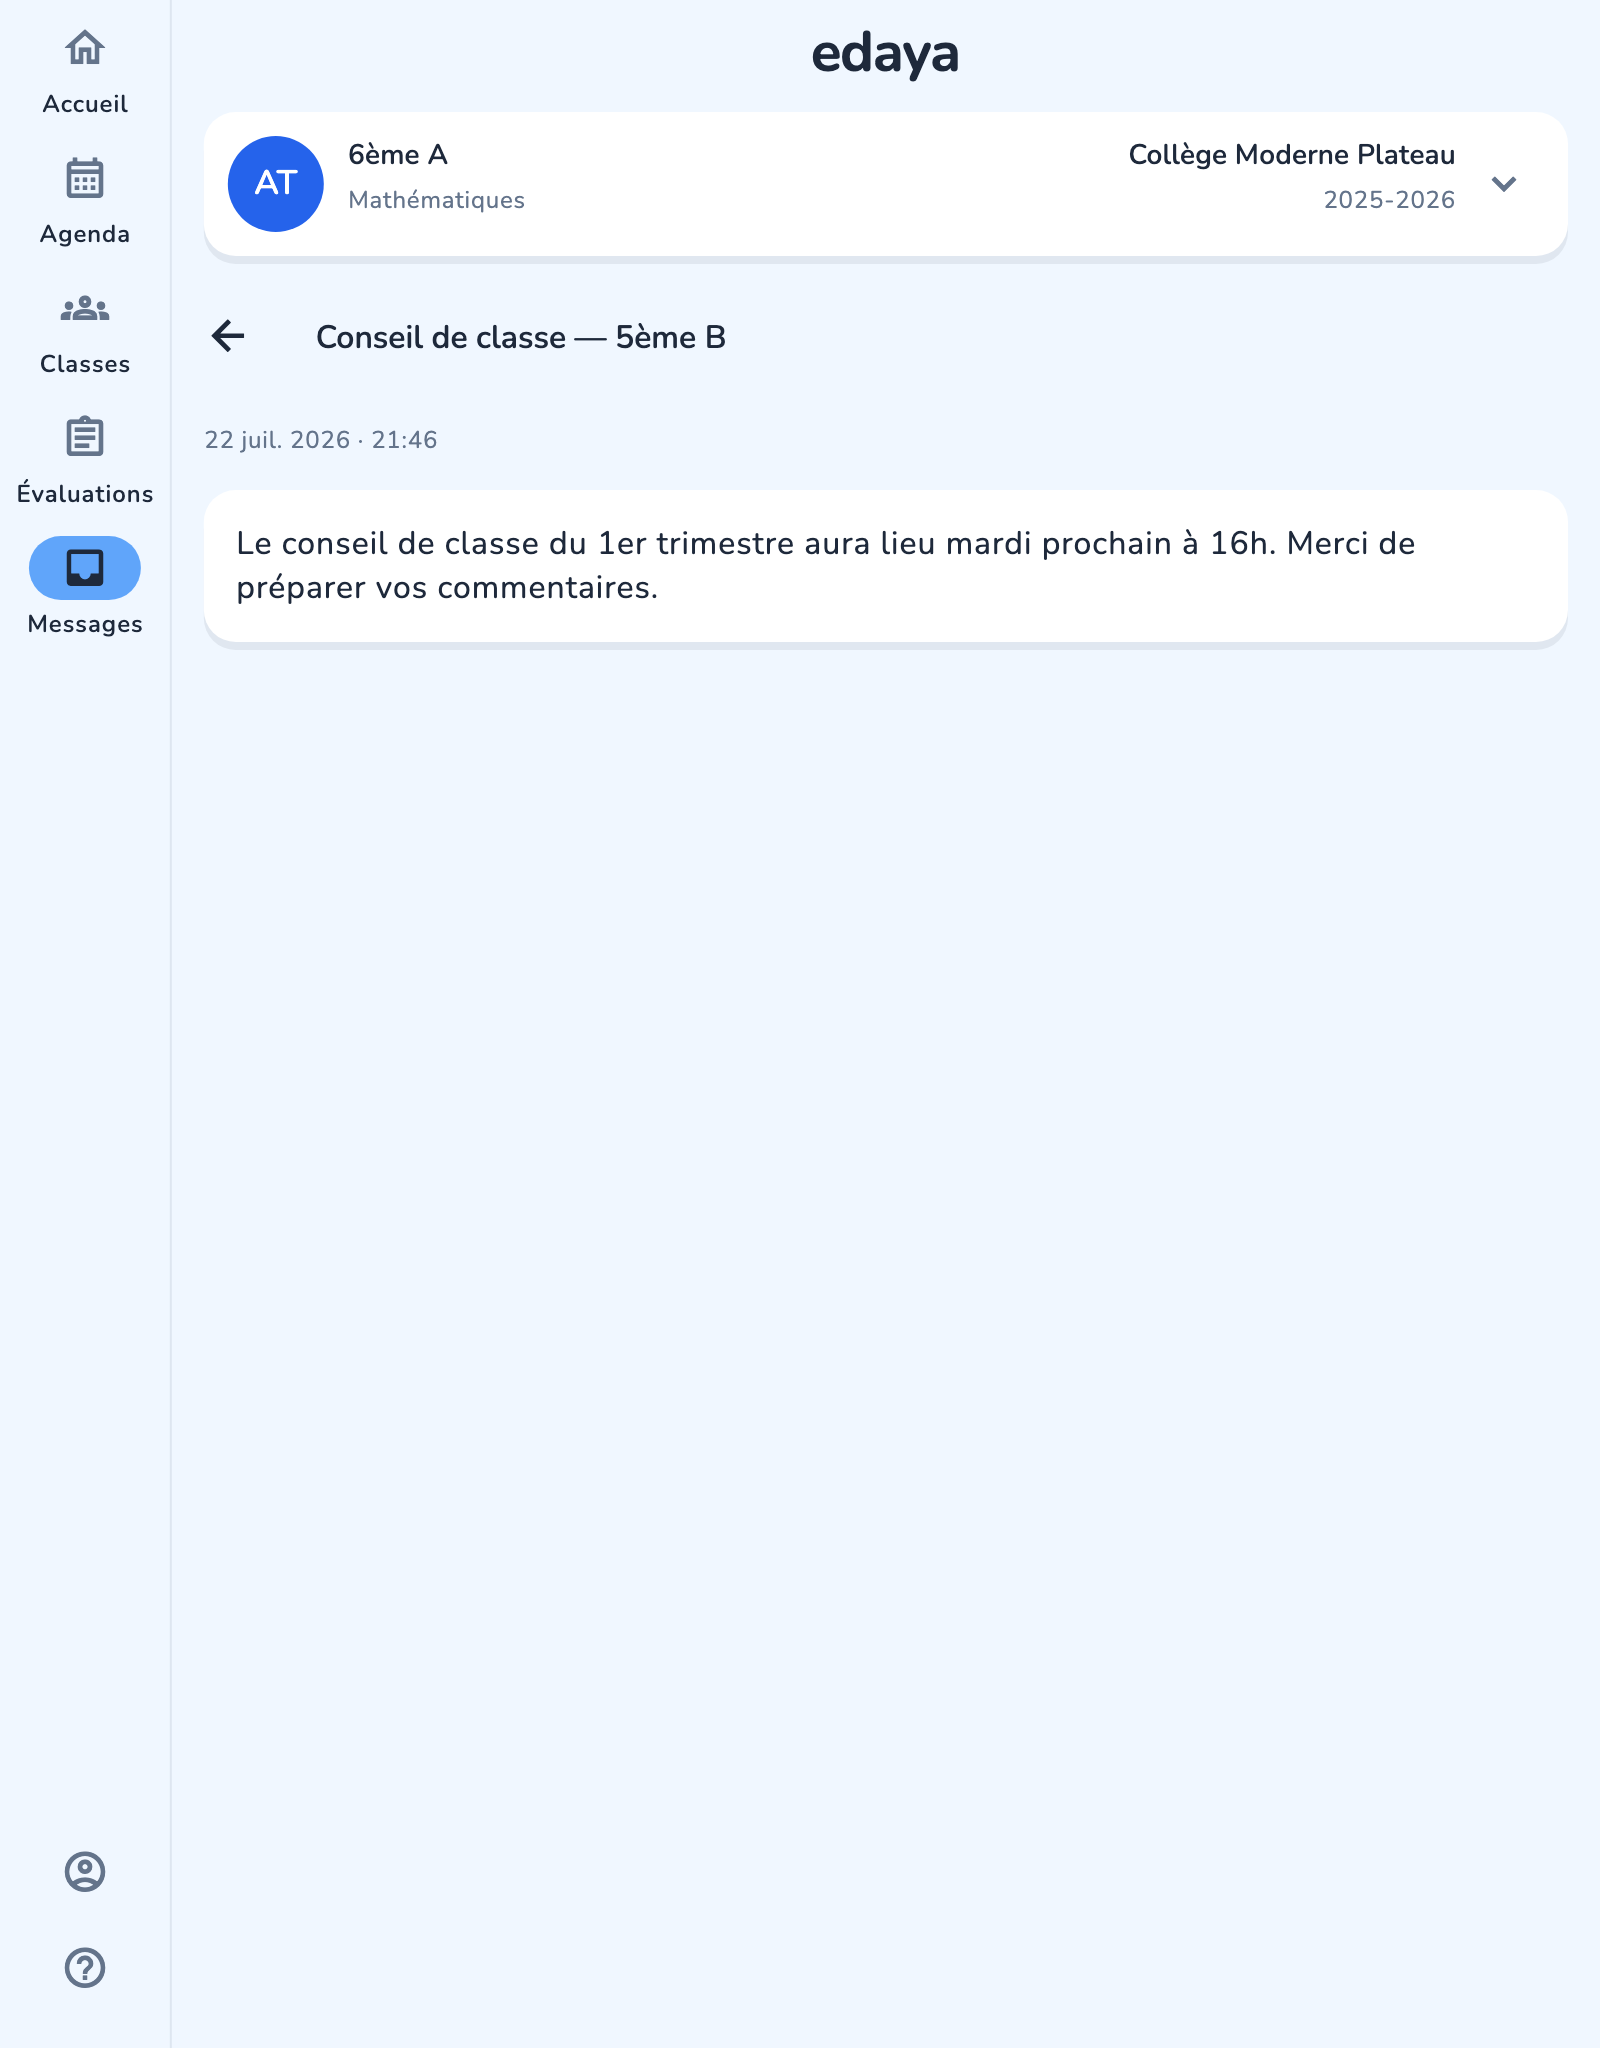 edaya
Accueil
Agenda
Classes
Évaluations
Messages
AT
6ème A
Mathématiques
Collège Moderne Plateau
2025-2026
Conseil de classe — 5ème B
22 juil. 2026 · 21:46
Le conseil de classe du 1er trimestre aura lieu mardi prochain à 16h. Merci de
préparer vos commentaires.